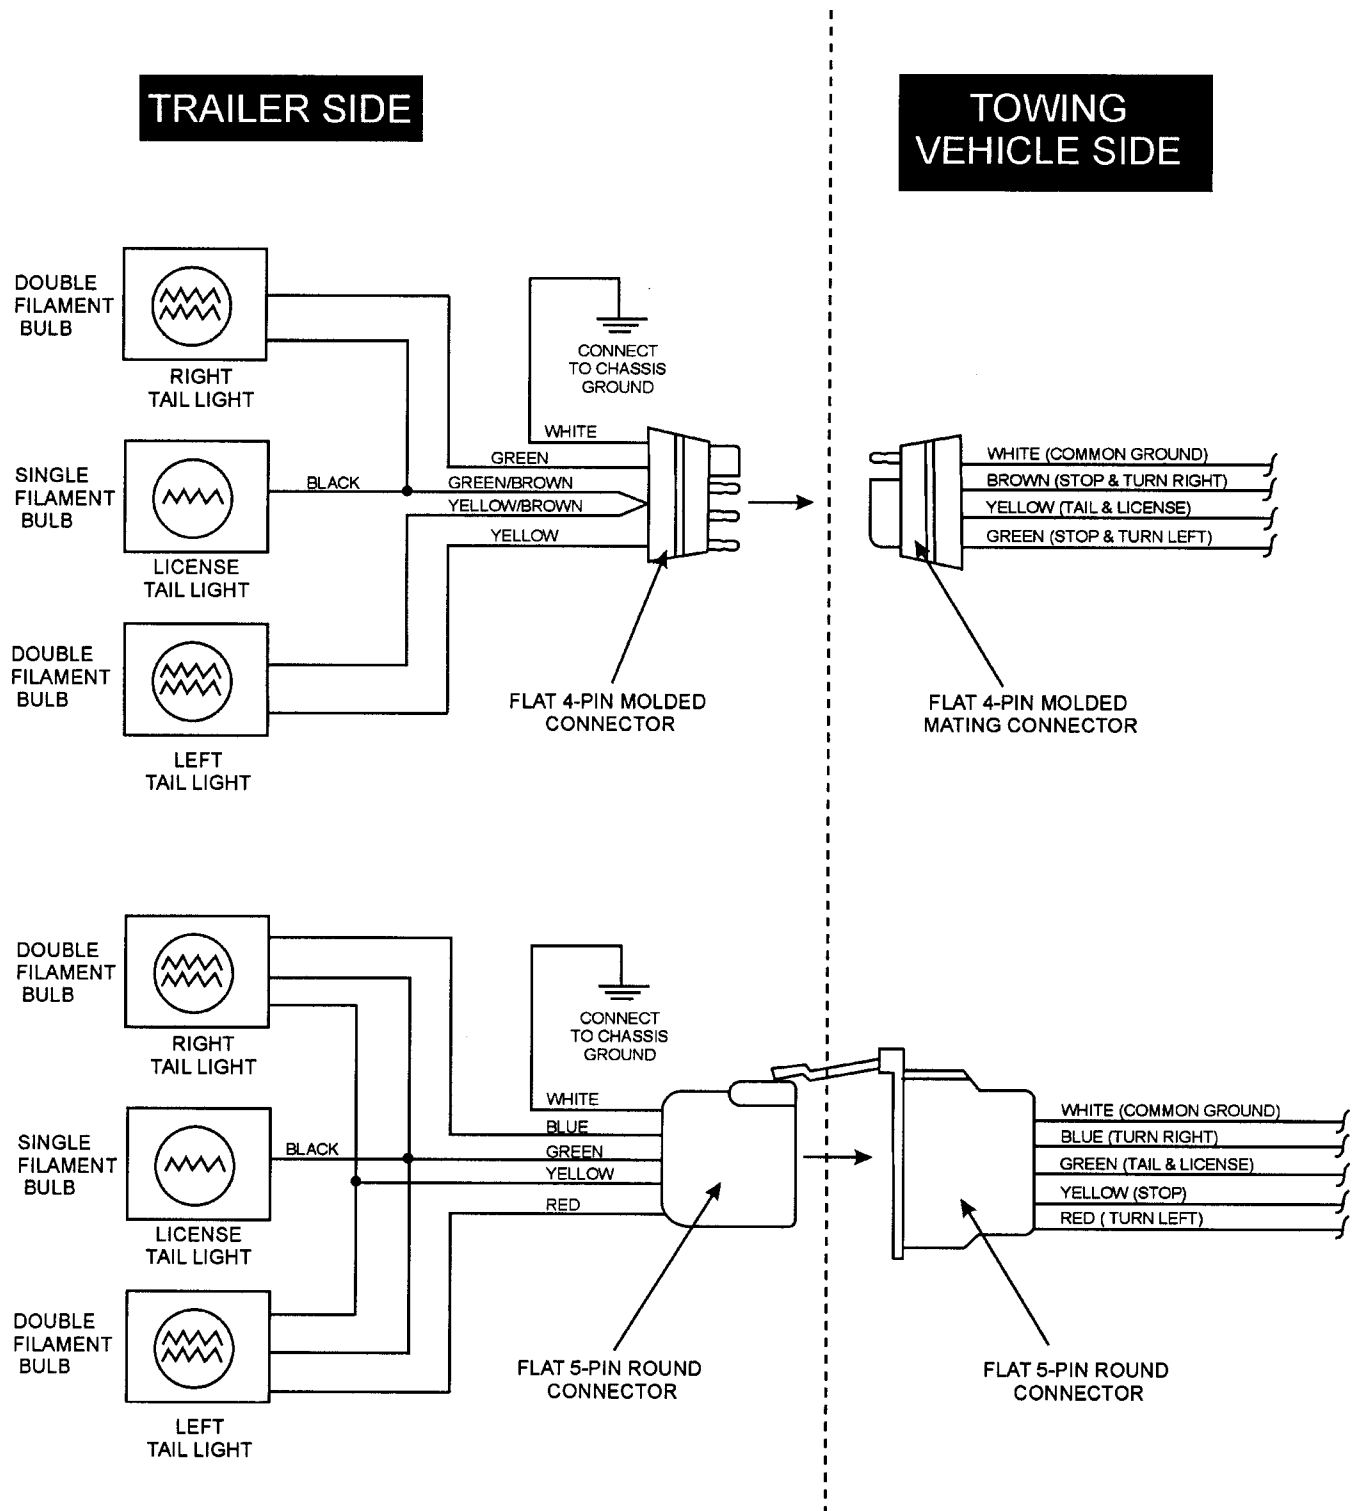 TRAILER SIDE
TOWING
VEHICLE SIDE
DOUBLE
FILAMENT
BULB
RIGHT
TAIL LIGHT
CONNECT
TO CHASSIS
GROUND
SINGLE
FILAMENT
BULB
BLACK
LICENSE
TAIL LIGHT
WHITE
GREEN
GREEN/BROWN
YELLOW/BROWN
YELLOW
WHITE (COMMON GROUND)
BROWN (STOP & TURN RIGHT)
YELLOW (TAIL & LICENSE)
GREEN (STOP & TURN LEFT)
DOUBLE
FILAMENT
BULB
LEFT
TAIL LIGHT
FLAT 4-PIN MOLDED
CONNECTOR
FLAT 4-PIN MOLDED
MATING CONNECTOR
DOUBLE
FILAMENT
BULB
RIGHT
TAIL LIGHT
CONNECT
TO CHASSIS
GROUND
SINGLE
FILAMENT
BULB
BLACK
LICENSE
TAIL LIGHT
WHITE
BLUE
GREEN
YELLOW
RED
WHITE (COMMON GROUND)
BLUE (TURN RIGHT)
GREEN (TAIL & LICENSE)
YELLOW (STOP)
RED ( TURN LEFT)
DOUBLE
FILAMENT
BULB
LEFT
TAIL LIGHT
FLAT 5-PIN ROUND
CONNECTOR
FLAT 5-PIN ROUND
CONNECTOR